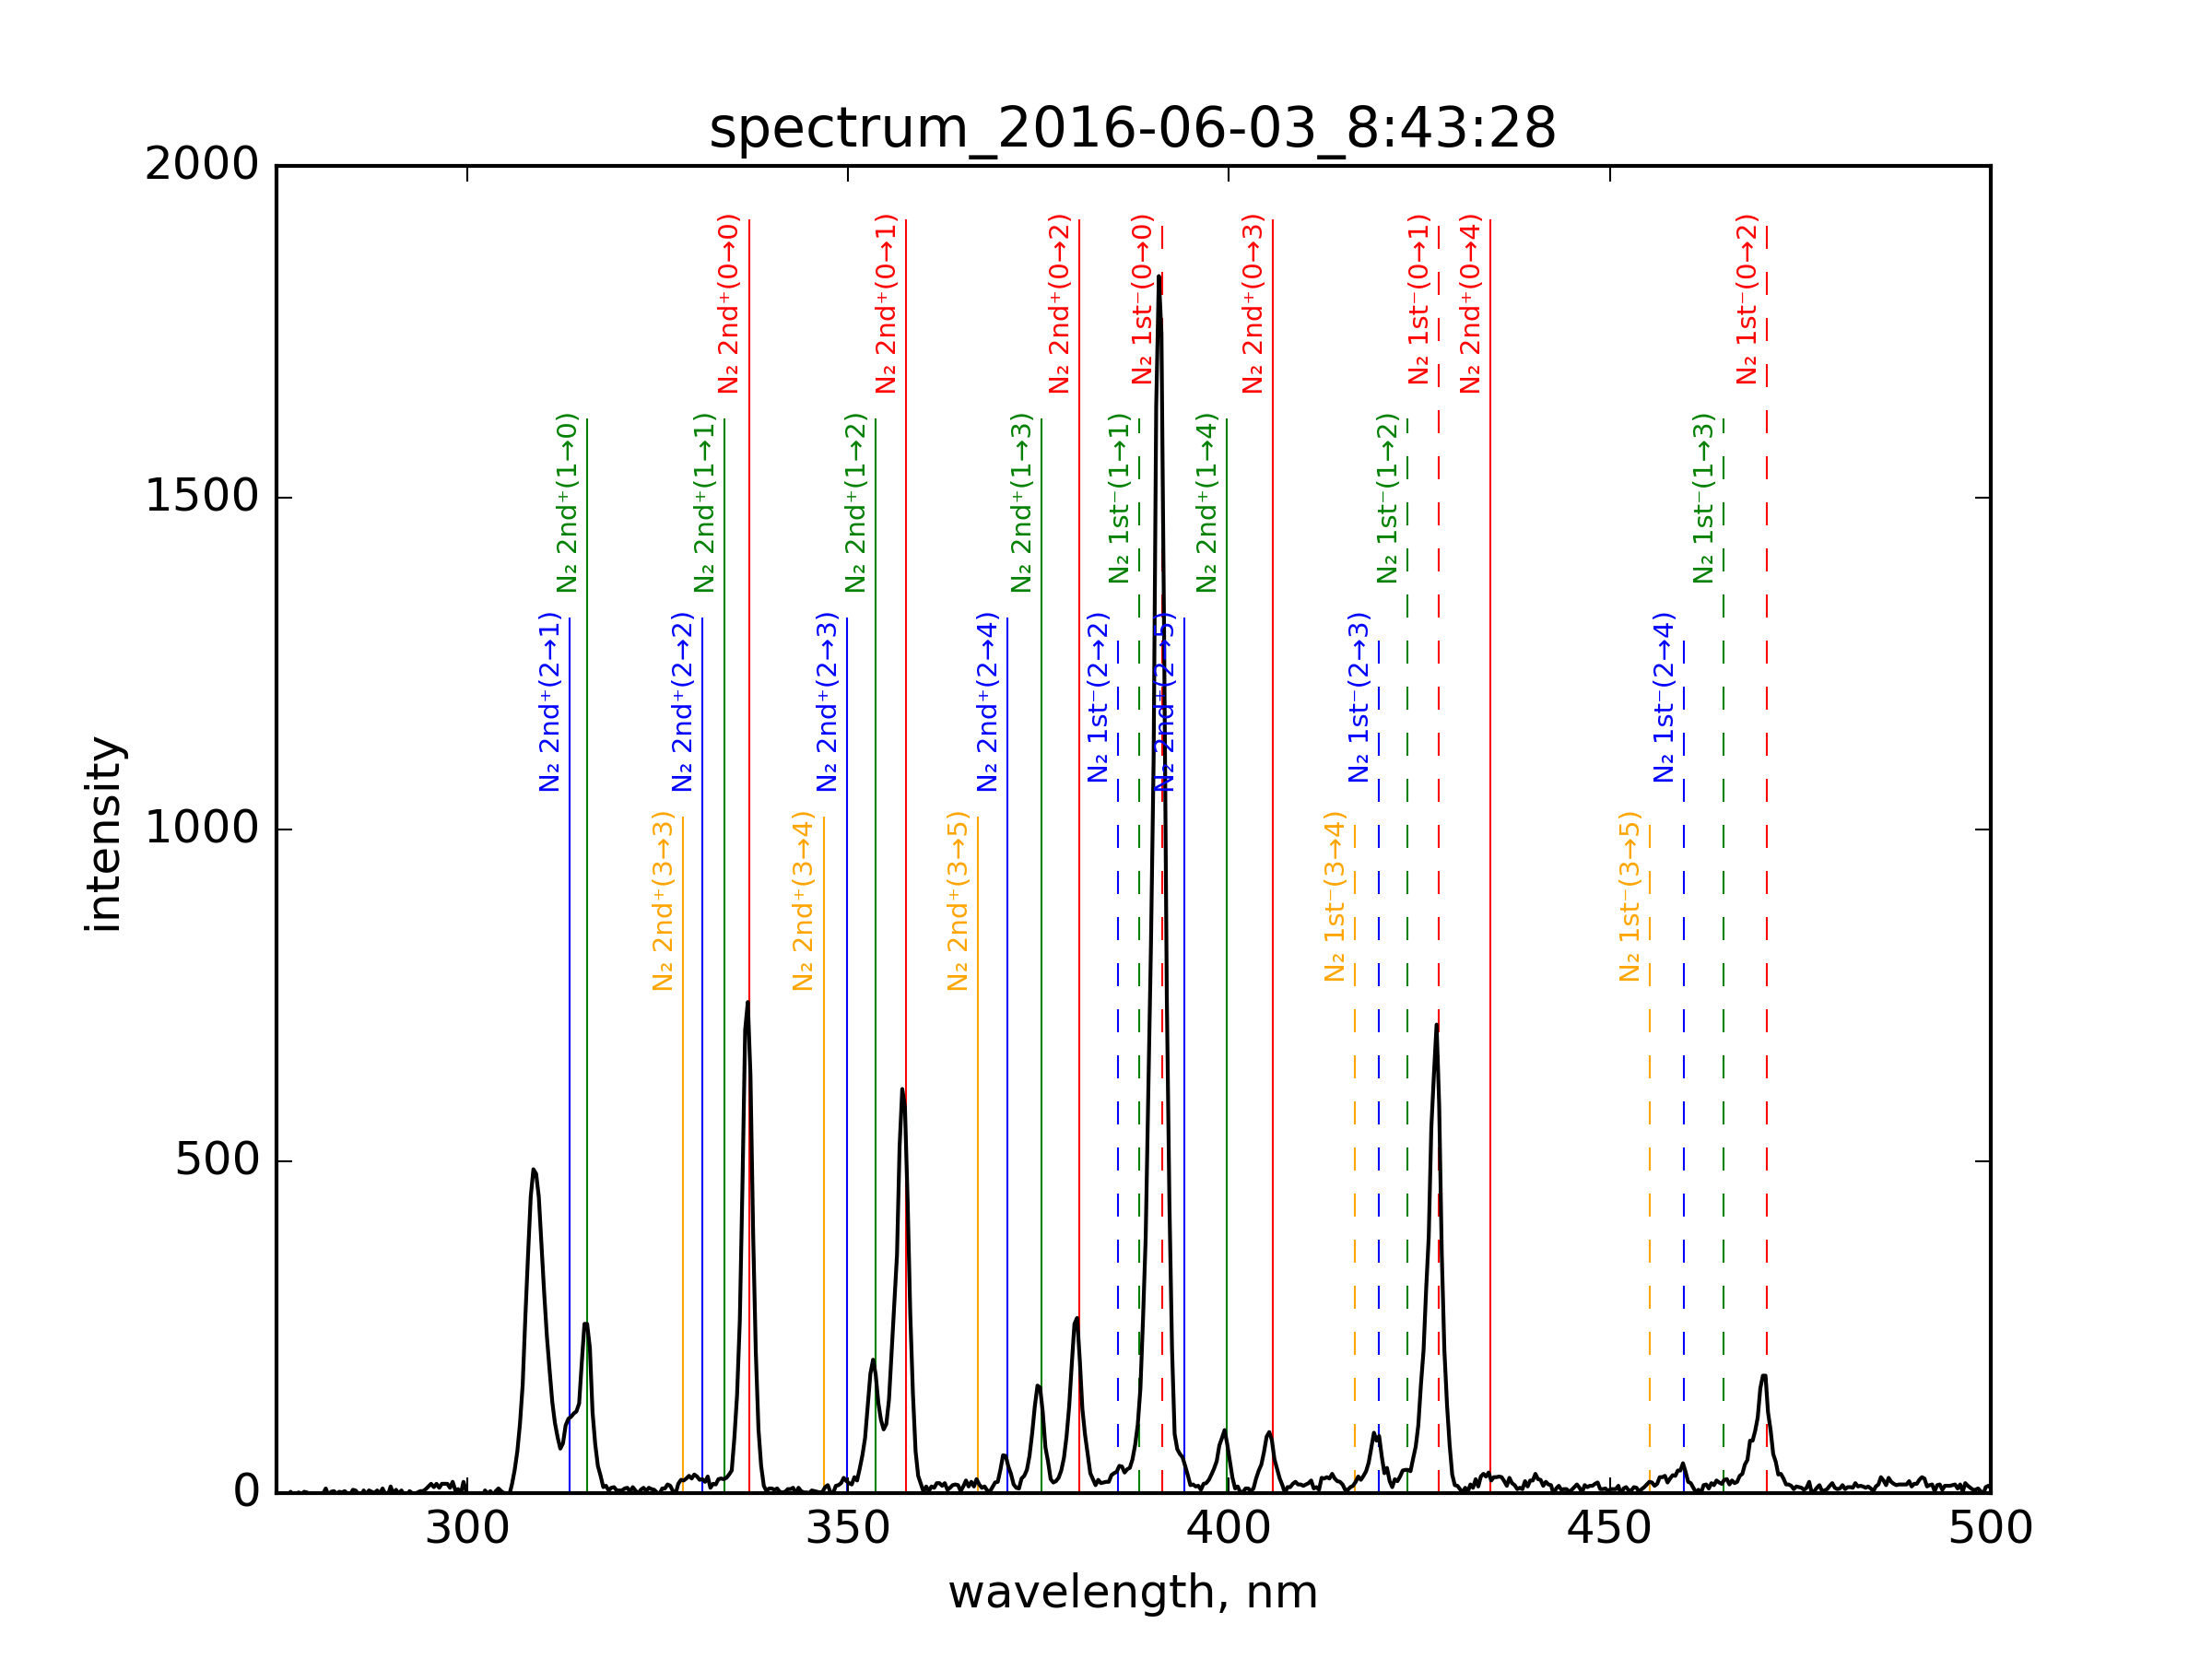 spectrum_2016-06-03_8:43:28
2000
1500
1000
500
0
intensity
N₂ 2nd⁺(0→0)
N₂ 2nd⁺(0→1)
N₂ 2nd⁺(0→2)
N₂ 1st⁻(0→0)
N₂ 2nd⁺(0→3)
N₂ 1st⁻(0→1)
N₂ 2nd⁺(0→4)
N₂ 1st⁻(0→2)
N₂ 2nd⁺(1→0)
N₂ 2nd⁺(1→1)
N₂ 2nd⁺(1→2)
N₂ 2nd⁺(1→3)
N₂ 1st⁻(1→1)
N₂ 2nd⁺(1→4)
N₂ 1st⁻(1→2)
N₂ 1st⁻(1→3)
N₂ 2nd⁺(2→1)
N₂ 2nd⁺(2→2)
N₂ 2nd⁺(2→3)
N₂ 2nd⁺(2→4)
N₂ 1st⁻(2→2)
N₂ 2nd⁺(2→5)
N₂ 1st⁻(2→3)
N₂ 1st⁻(2→4)
N₂ 2nd⁺(3→3)
N₂ 2nd⁺(3→4)
N₂ 2nd⁺(3→5)
N₂ 1st⁻(3→4)
N₂ 1st⁻(3→5)
300
350
400
450
500
wavelength, nm